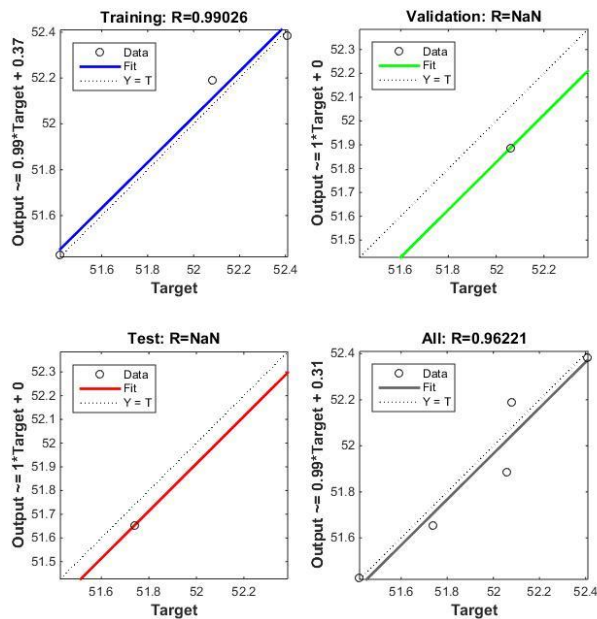 Training: R=0.99026
Output ~= 0.99*Target + 0.37
52.4
52.2
52
51.8
51.6
Data
Fit
Y = T
51.6 51.8 52 52.2 52.4
Target
Validation: R=NaN
Output ~= 1*Target + 0
52.3
52.2
52.1
52
51.9
51.8
51.7
51.6
51.5
Data
Fit
Y = T
51.6 51.8 52 52.2
Target
Test: R=NaN
Output ~= 1*Target + 0
52.3
52.2
52.1
52
51.9
51.8
51.7
51.6
51.5
Data
Fit
Y = T
51.6 51.8 52 52.2
Target
All: R=0.96221
Output ~= 0.99*Target + 0.31
52.4
52.2
52
51.8
51.6
Data
Fit
Y = T
51.6 51.8 52 52.2 52.4
Target